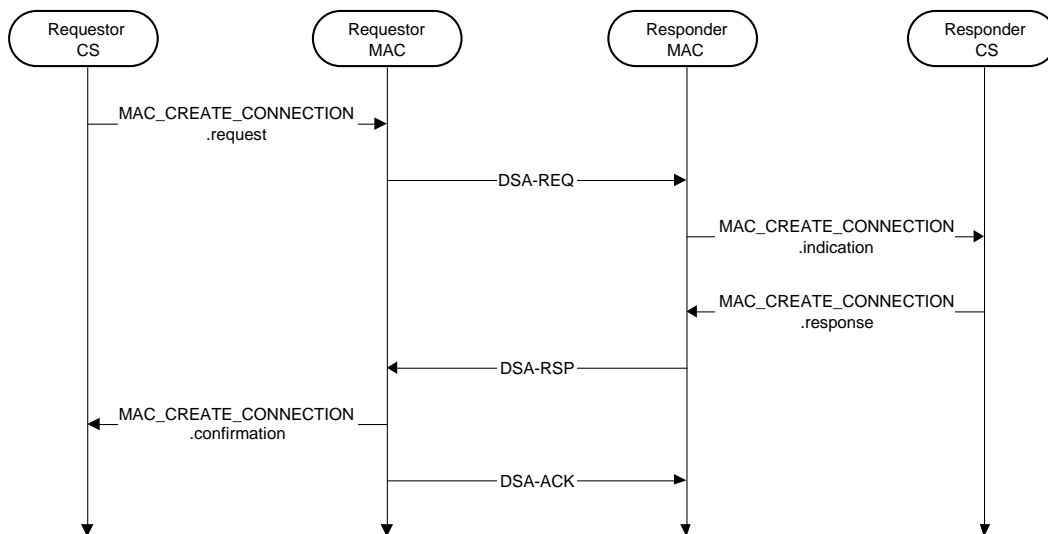 Requestor
CS
Requestor
MAC
Responder
MAC
Responder
CS
MAC_CREATE_CONNECTION
.request
DSA-REQ
MAC_CREATE_CONNECTION
.indication
MAC_CREATE_CONNECTION
.response
DSA-RSP
MAC_CREATE_CONNECTION
.confirmation
DSA-ACK